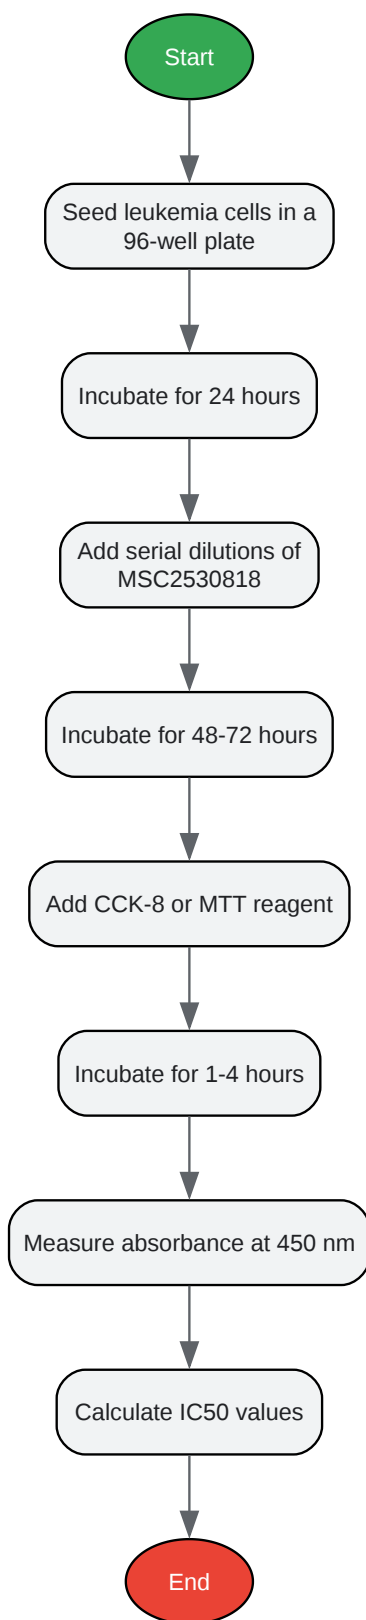 Start
Seed leukemia cells in a
96-well plate
Incubate for 24 hours
Add serial dilutions of
MSC2530818
Incubate for 48-72 hours
Add CCK-8 or MTT reagent
Incubate for 1-4 hours
Measure absorbance at 450 nm
Calculate IC50 values
End